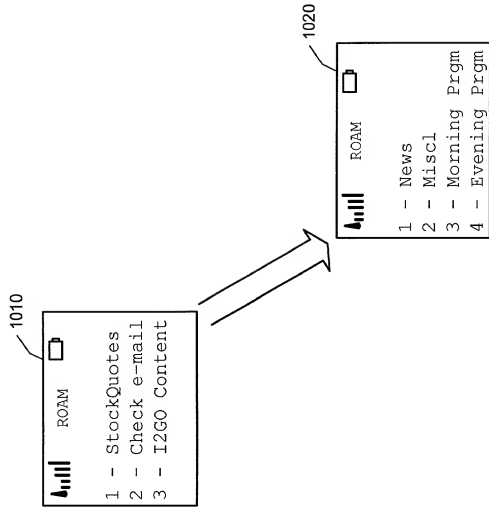 1010
ROAM
1 - StockQuotes
2 - Check e-mail
3 - I2GO Content
1020
ROAM
1 - News
2 - Miscl
3 - Morning Prgm
4 - Evening Prgm